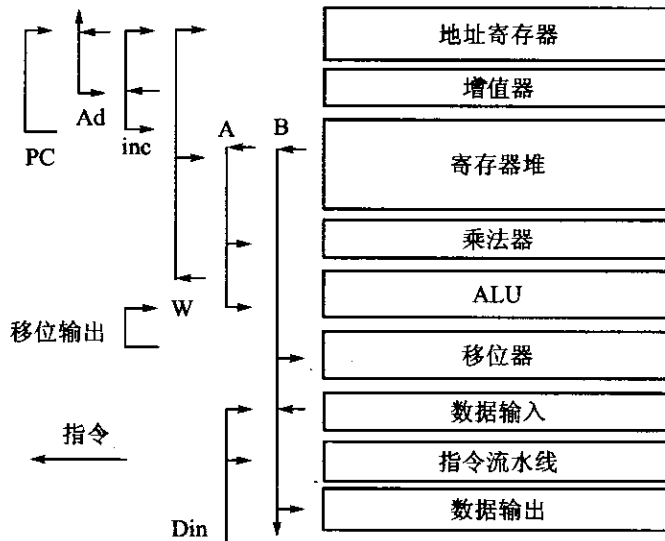 地址寄存器
增值器
Ad
A
B
PC
inc
寄存器堆
乘法器
W
ALU
移位输出
移位器
数据输入
指令
指令流水线
Din
数据输出